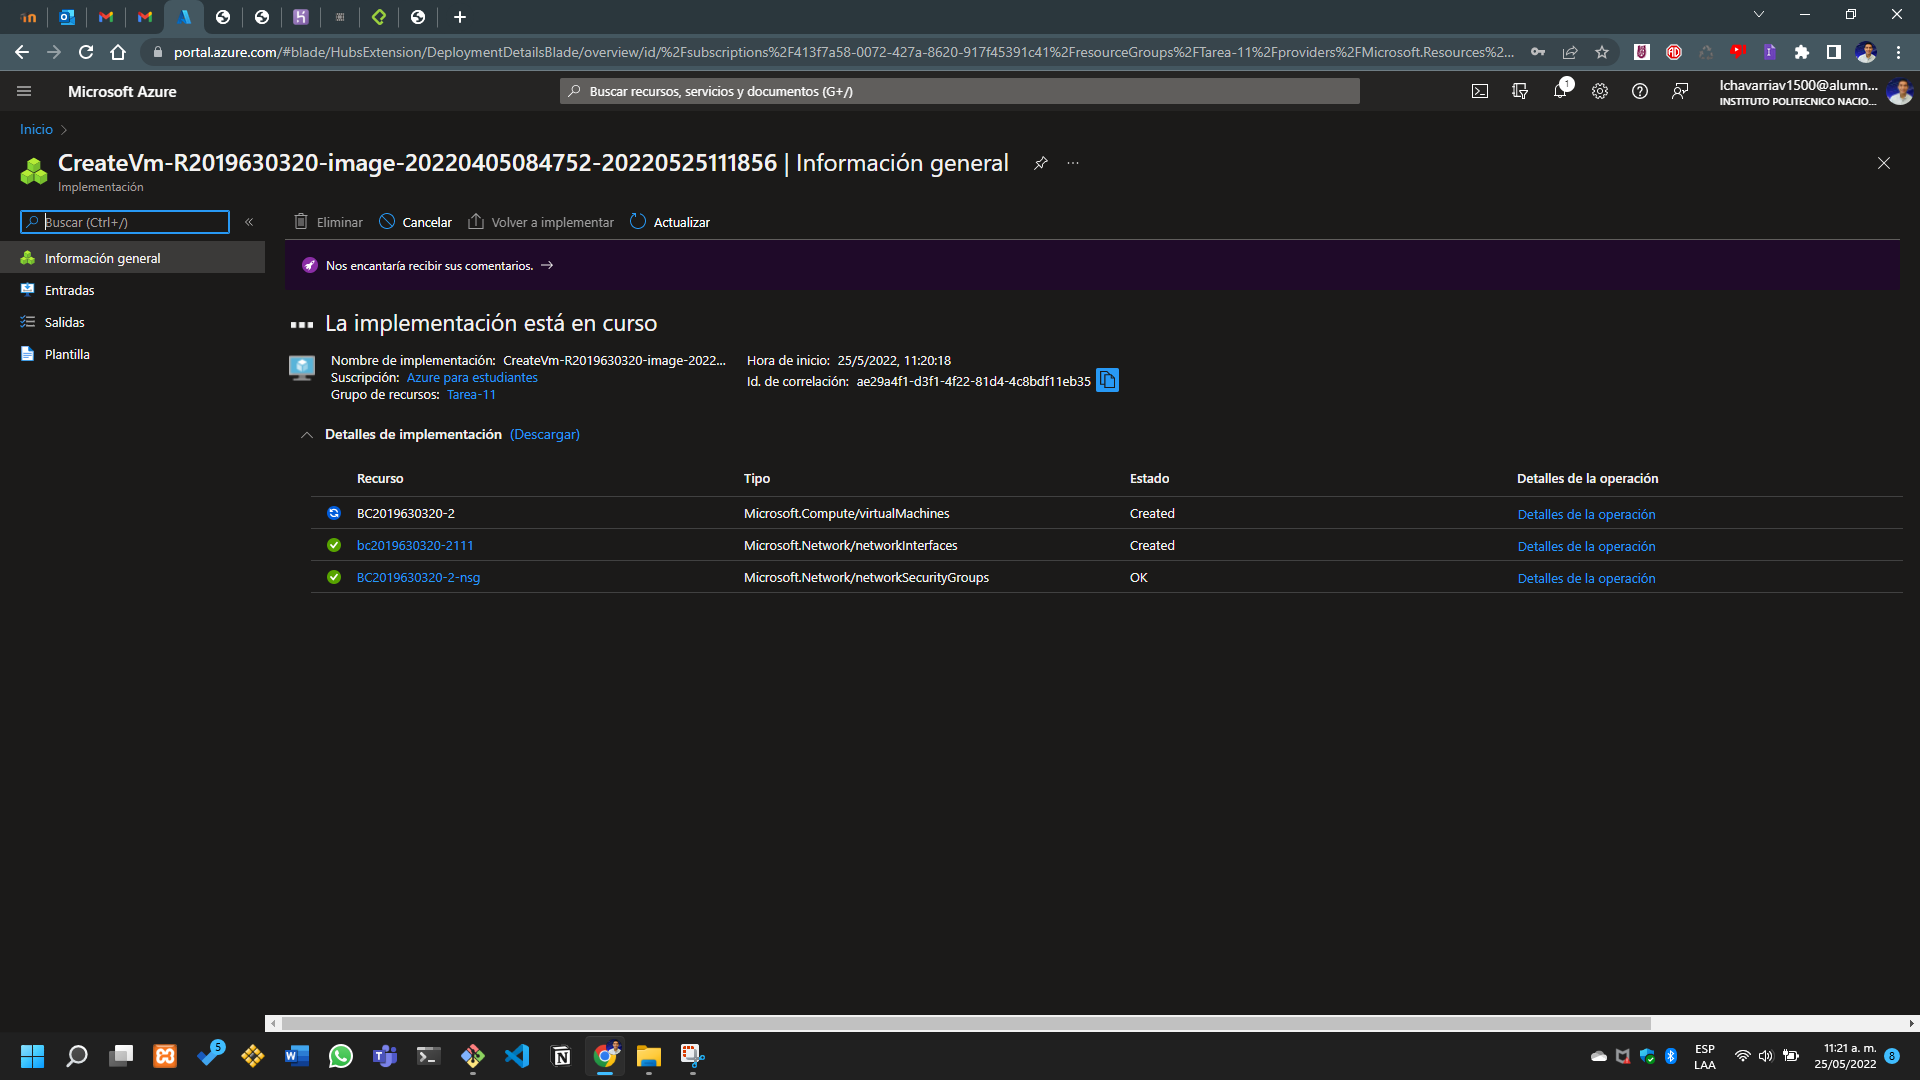 portal.azure.com/#blade/HubsExtension/DeploymentDetailsBlade/overview/id/%2Fsubscriptions%2F413f7a58-0072-427a-8620-917f45391c41%2FresourceGroups%2FTarea-11%2Fproviders%2FMicrosoft.Resources%2...
Microsoft Azure
Buscar recursos, servicios y documentos (G+/)
1
lchavarriav1500@alumn...
INSTITUTO POLITECNICO NACIO...
Inicio
CreateVm-R2019630320-image-20220405084752-20220525111856 | Información general
Implementación
Buscar (Ctrl+/)
Eliminar
Cancelar
Volver a implementar
Actualizar
Información general
Entradas
Salidas
Plantilla
Nos encantaría recibir sus comentarios. →
La implementación está en curso
Nombre de implementación: CreateVm-R2019630320-image-2022...
Suscripción: Azure para estudiantes
Grupo de recursos: Tarea-11
Hora de inicio: 25/5/2022, 11:20:18
Id. de correlación: ae29a4f1-d3f1-4f22-81d4-4c8bdf11eb35
Detalles de implementación (Descargar)
Recurso Tipo Estado Detalles de la operación
BC2019630320-2 Microsoft.Compute/virtualMachines Created Detalles de la operación
bc2019630320-2111 Microsoft.Network/networkInterfaces Created Detalles de la operación
BC2019630320-2-nsg Microsoft.Network/networkSecurityGroups OK Detalles de la operación
5
ESP
LAA
11:21 a. m.
25/05/2022
8